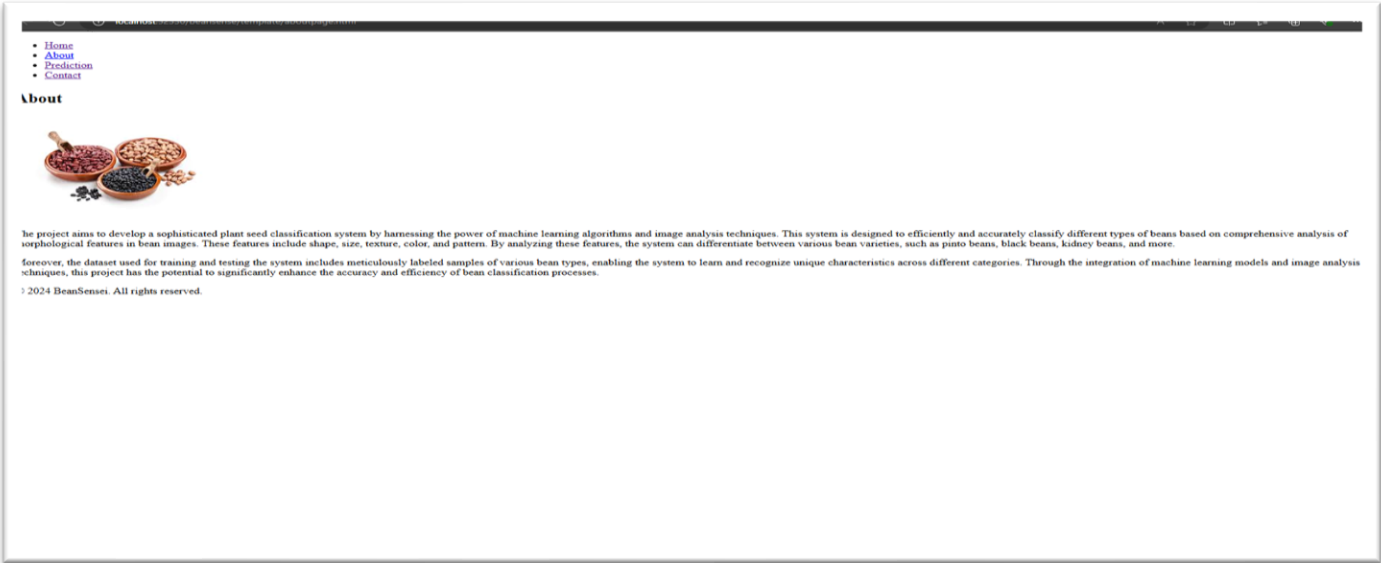 Home
About
Prediction
Contact
About
he project aims to develop a sophisticated plant seed classification system by harnessing the power of machine learning algorithms and image analysis techniques. This system is designed to efficiently and accurately classify different types of beans based on comprehensive analysis of
orphological features in bean images. These features include shape, size, texture, color, and pattern. By analyzing these features, the system can differentiate between various bean varieties, such as pinto beans, black beans, kidney beans, and more.
oreover, the dataset used for training and testing the system includes meticulously labeled samples of various bean types, enabling the system to learn and recognize unique characteristics across different categories. Through the integration of machine learning models and image analysis
chniques, this project has the potential to significantly enhance the accuracy and efficiency of bean classification processes.
2024 BeanSensei. All rights reserved.